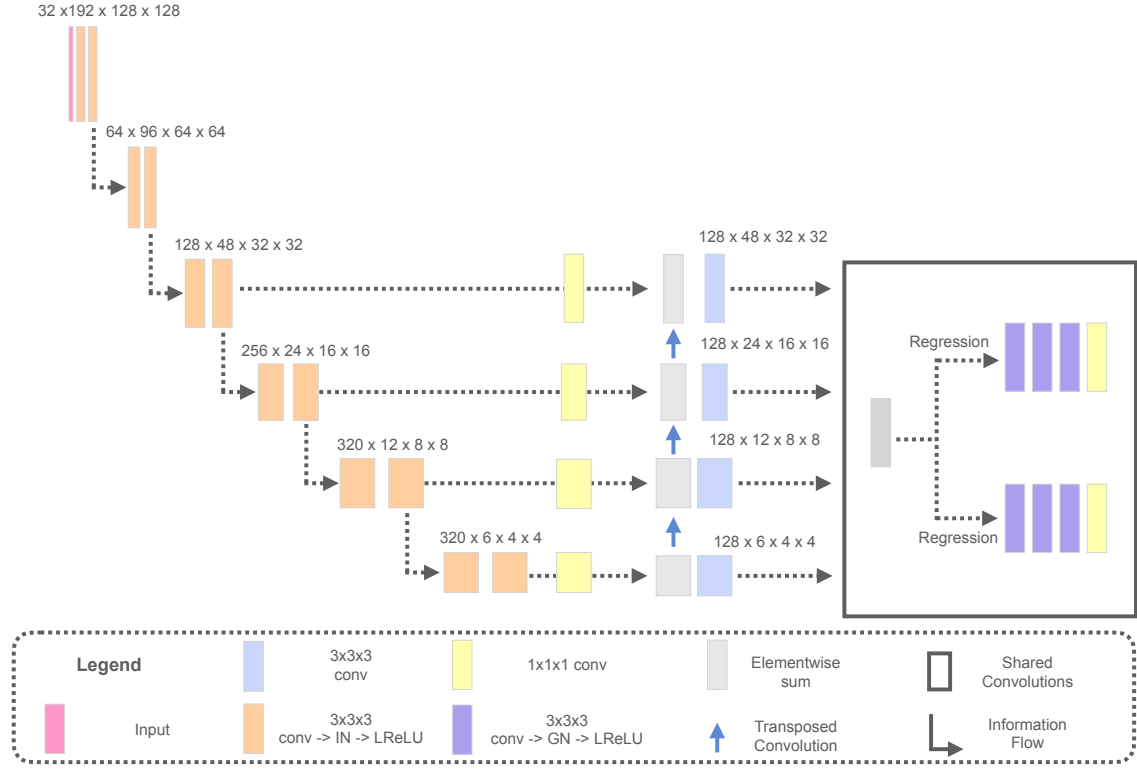 32 x192 x 128 x 128
64 x 96 x 64 x 64
128 x 48 x 32 x 32
128 x 48 x 32 x 32
256 x 24 x 16 x 16
128 x 24 x 16 x 16
Regression
320 x 12 x 8 x 8
128 x 12 x 8 x 8
Regression
320 x 6 x 4 x 4
128 x 6 x 4 x 4
Legend
3x3x3
conv
1x1x1 conv
Elementwise
sum
Shared
Convolutions
Input
3x3x3
conv -> IN -> LReLU
3x3x3
conv -> GN -> LReLU
Transposed
Convolution
Information
Flow